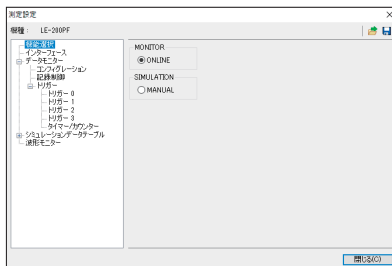 測定設定
機種： LE-200PF
機能選択
インターフェース
データモニター
コンフィグレーション
記録制御
トリガー
トリガー 0
トリガー 1
トリガー 2
トリガー 3
タイマー/カウンター
シミュレーションデータテーブル
波形モニター
MONITOR
ONLINE
SIMULATION
MANUAL
閉じる(C)